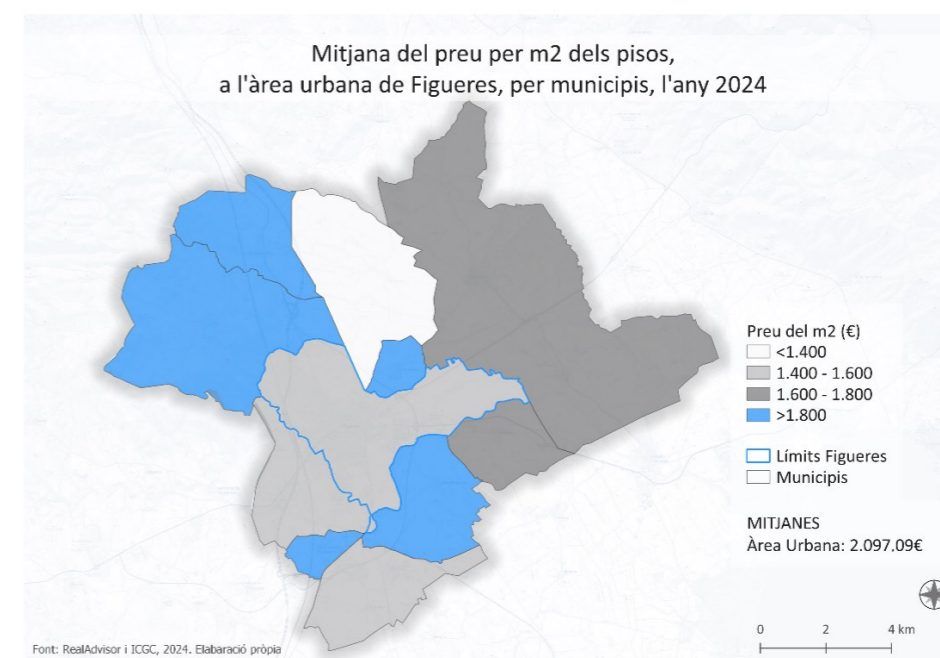 Mitjana del preu per m2 dels pisos,
a l'àrea urbana de Figueres, per municipis, l'any 2024
Preu del m2 (€)
<1.400
1.400 - 1.600
1.600 - 1.800
>1.800
Límits Figueres
Municipis
MITJANES
Àrea Urbana: 2.097,09€
0 2 4 km
Font: RealAdvisor i ICGC, 2024. Elabaració pròpia